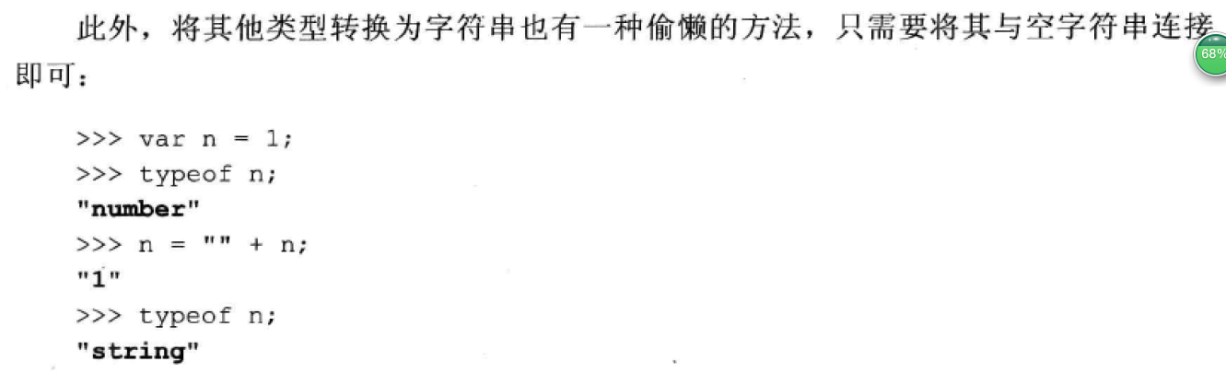 此外，将其他类型转换为字符串也有一种偷懒的方法，只需要将其与空字符串连接
即可：
>>> var n = 1;
>>> typeof n;
"number"
>>> n = "" + n;
"1"
>>> typeof n;
"string"
68%